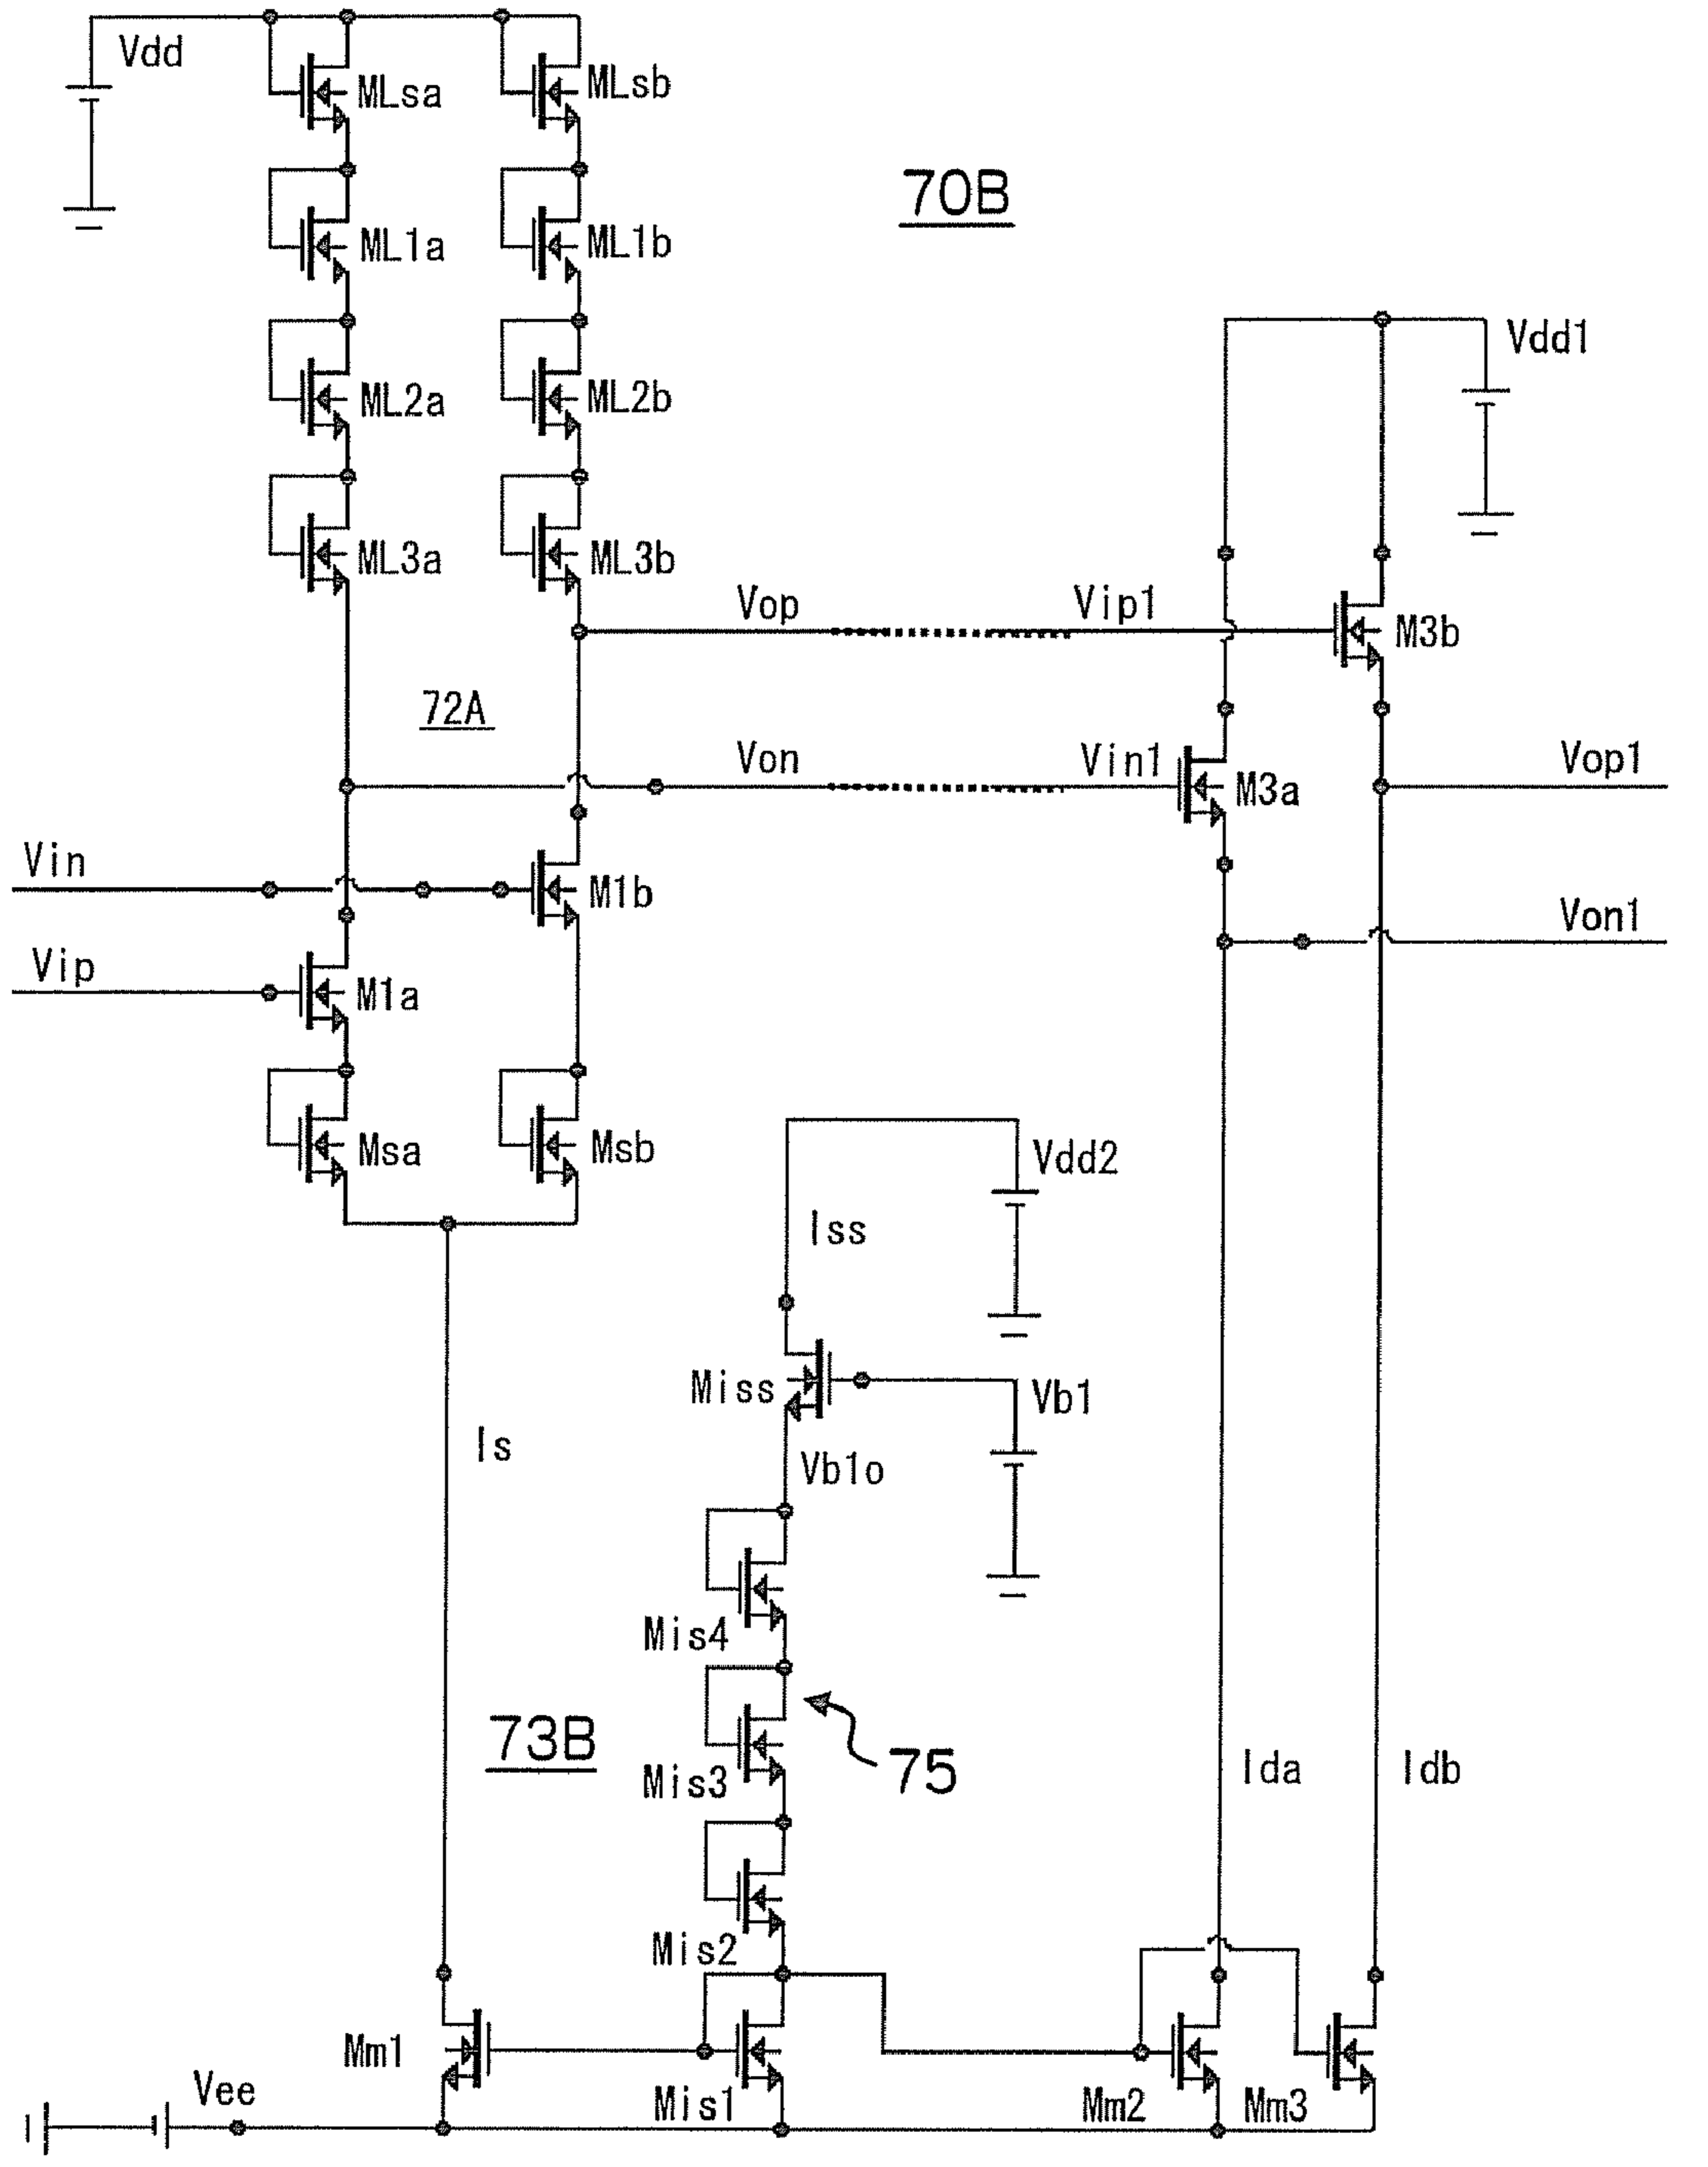 Vdd
MLsa
MLsb
70B
ML1a
ML1b
Vdd1
ML2a
ML2b
ML3a
ML3b
Vop
Vip1
M3b
72A
Von
Vin1
M3a
Vop1
Vin
M1b
Von1
Vip
M1a
Msa
Msb
Vdd2
Iss
Miss
Vb1
Is
Vb1o
Mis4
73B
Mis3
75
Ida
Idb
Mis2
Mm1
Vee
Mis1
Mm2
Mm3